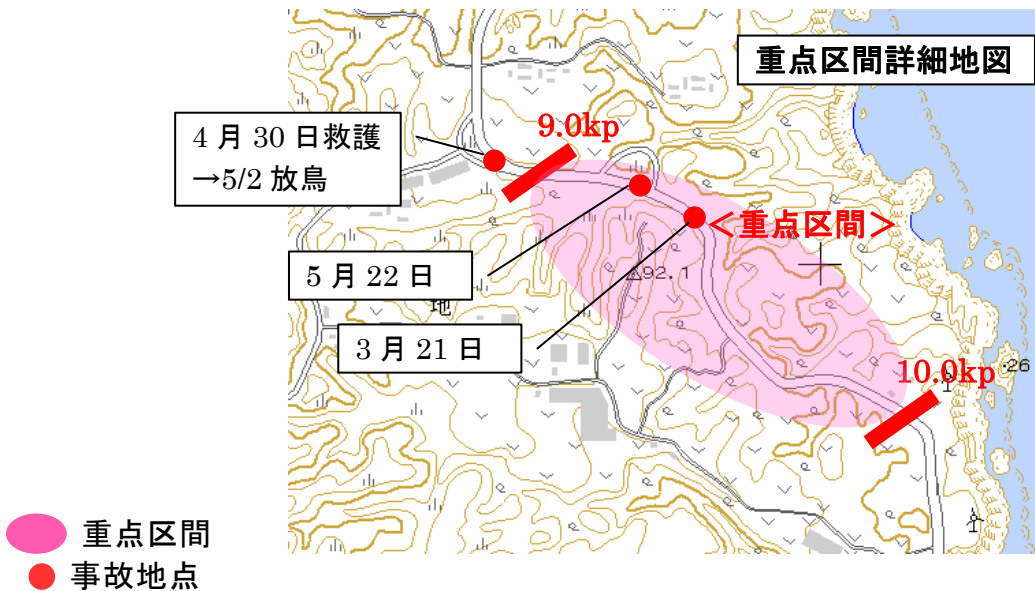 重点区間詳細地図
4 月 30 日救護
→5/2 放鳥
9.0kp
<重点区間>
5 月 22 日
92.1
地
3 月 21 日
10.0kp
・26
重点区間
事故地点